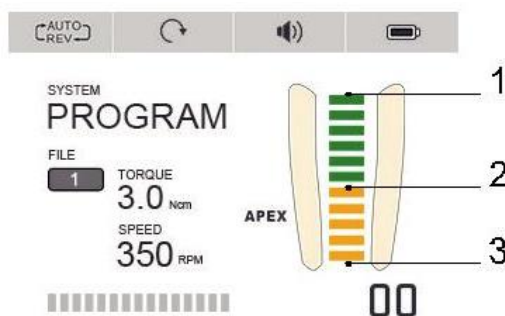 AUTO
REV
SYSTEM
PROGRAM
FILE
1
TORQUE
3.0 Ncm
SPEED
350 RPM
APEX
1
2
3
00